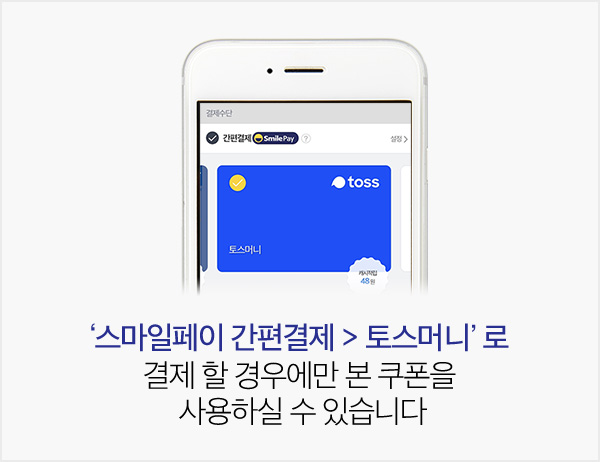 결제수단
간편결제 Smile Pay ? 설정 >
toss
토스머니
캐시적립
48원
‘스마일페이 간편결제 > 토스머니’ 로
결제 할 경우에만 본 쿠폰을
사용하실 수 있습니다